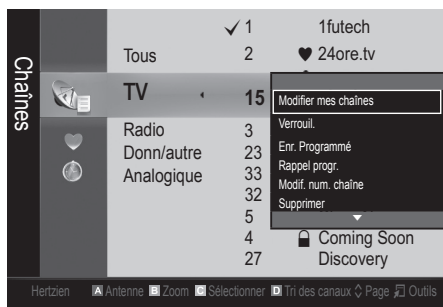 Chaînes
✓ 1 1futech
Tous 2 ♥ 24ore.tv
TV 15
Radio 3
Donn/autre 23
Analogique 33
32
5
4 Coming Soon
27 Discovery
Modifier mes chaînes
Verrouil.
Enr. Programmé
Rappel progr.
Modif. num. chaîne
Supprimer
Hertzien A Antenne B Zoom C Sélectionner D Tri des canaux Page Outils